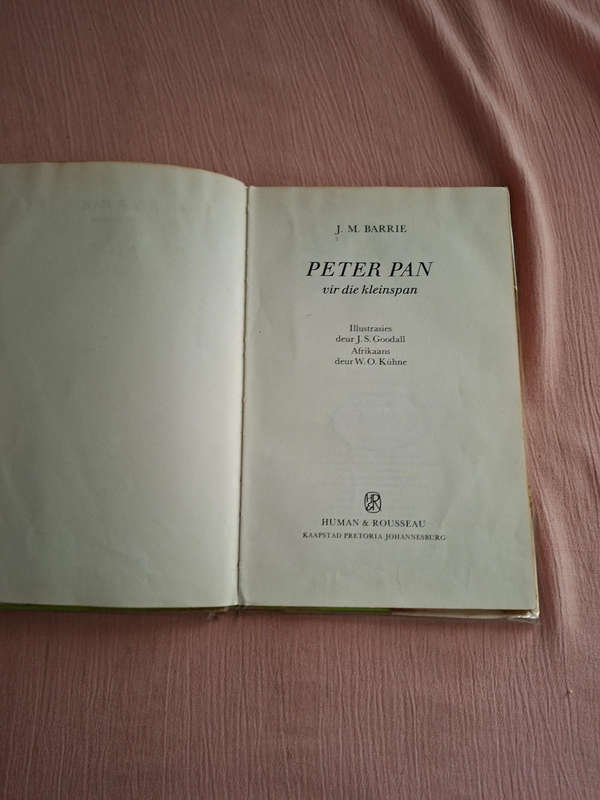 J. M. BARRIE
PETER PAN
vir die kleinspan
Illustrasies
deur J. S. Goodall
Afrikaans
deur W. O. Kühne
HUMAN & ROUSSEAU
KAAPSTAD PRETORIA JOHANNESBURG